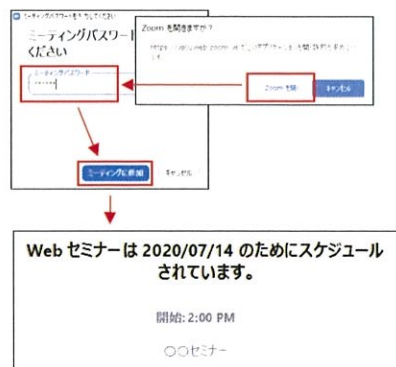 ミーティングパスワードを入力してください
ミーティングパスワード
ください
ミーティングパスワード
ミーティングに参加
キャンセル
Zoom を開きますか?
Zoom を開く
キャンセル
Web セミナーは 2020/07/14 のためにスケジュール
されています。
開始: 2:00 PM
○○セミナー